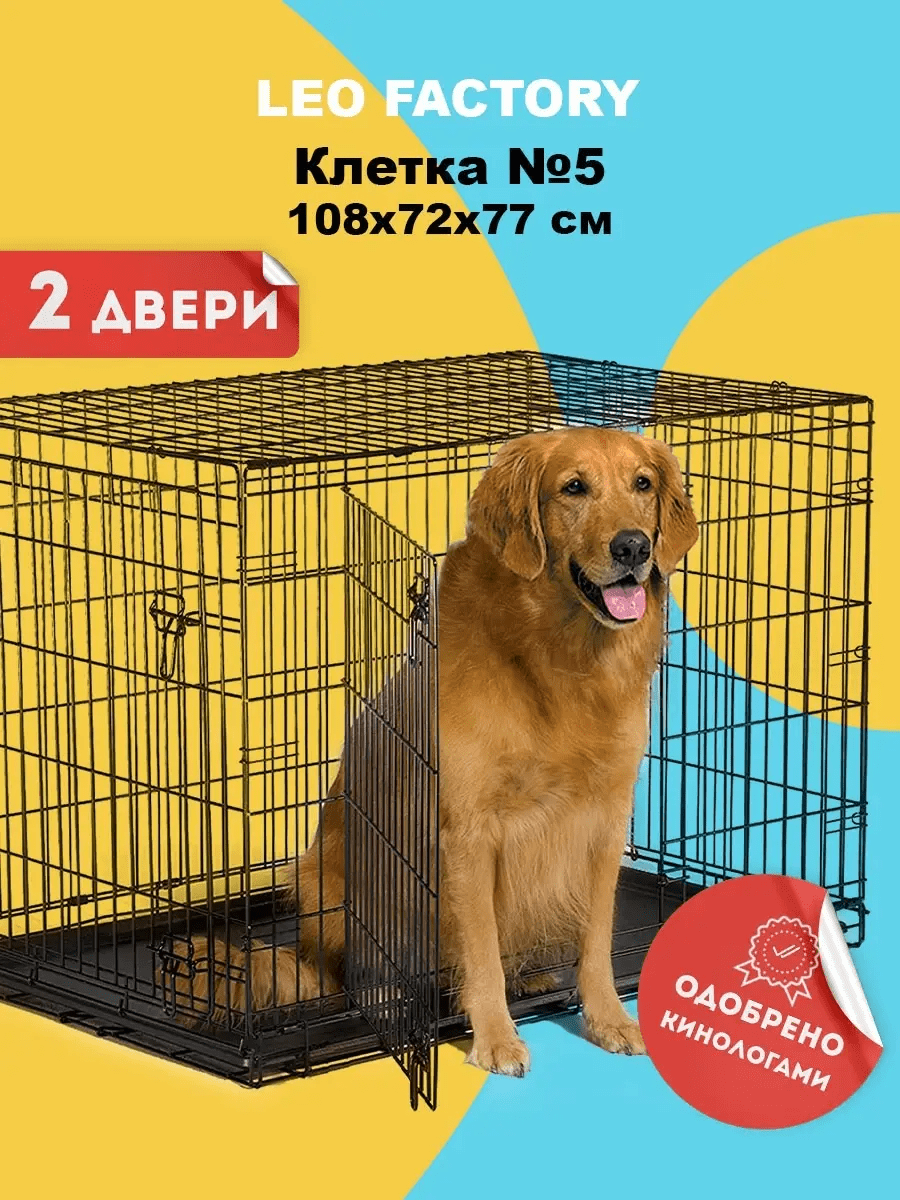 LEO FACTORY
Клетка №5
108x72x77 см
2 ДВЕРИ
ОДОБРЕНО
КИНОЛОГАМИ